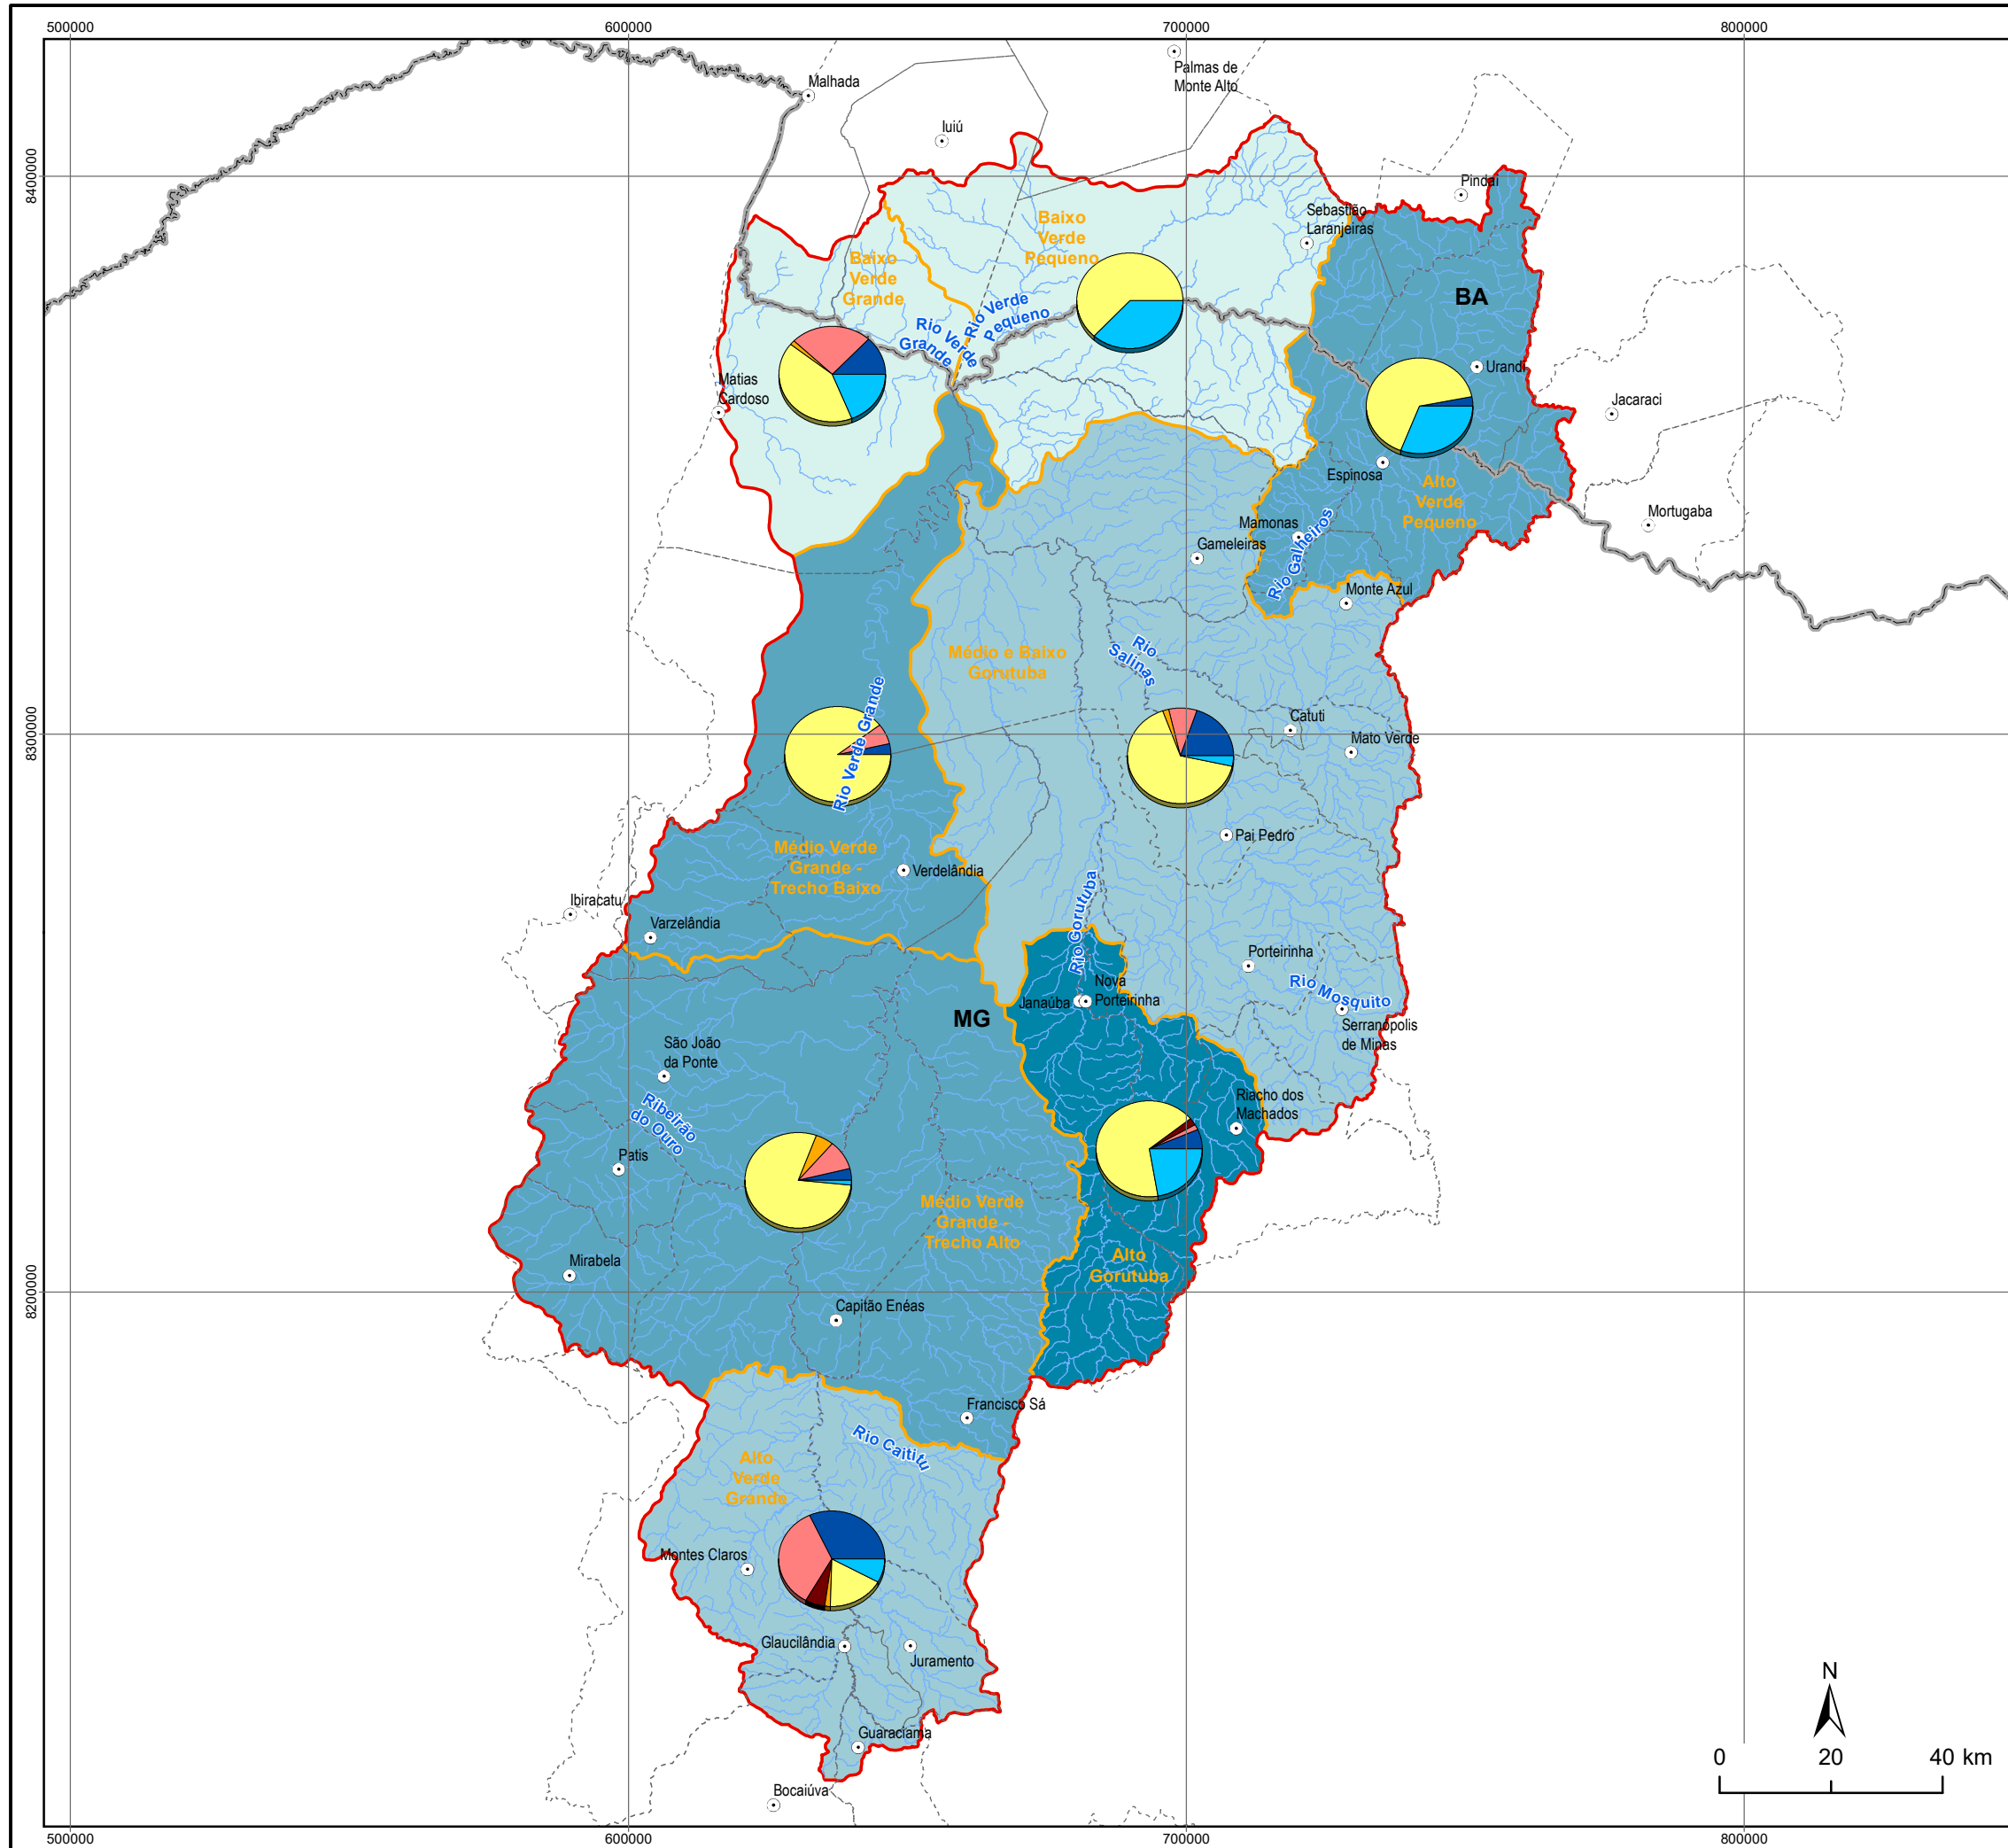 500000
600000
700000
800000
Malhada
Palmas de
Monte Alto
Iuiú
8400000
Pindaí
Sebastião
Laranjeiras
Baixo
Verde
Pequeno
Baixo
Verde
Grande
BA
Rio Verde
Pequeno
Rio Verde
Grande
Matias
Cardoso
Urandi
Jacaraci
Espinosa
Alto
Verde
Pequeno
Mortugaba
Mamonas
Gameleiras
Rio Galheiros
Monte Azul
Médio e Baixo
Gorutuba
Rio
Salinas
Rio Verde Grande
8300000
Catuti
Mato Verde
Pai Pedro
Médio Verde
Grande -
Trecho Baixo
Verdelândia
Ibiracatu
Varzelândia
Rio Gorutuba
Porteirinha
Rio Mosquito
Janaúba
Nova
Porteirinha
MG
Serranópolis
de Minas
São João
da Ponte
Ribeirão
do Ouro
Riacho dos
Machados
Patis
Médio Verde
Grande -
Trecho Alto
Alto
Gorutuba
Mirabela
8200000
Capitão Enéas
Francisco Sá
Rio Caititu
Alto
Verde
Grande
Montes Claros
Glaucilândia
Juramento
Guaraciama
Bocaiúva
N
0
20
40 km
500000
600000
700000
800000